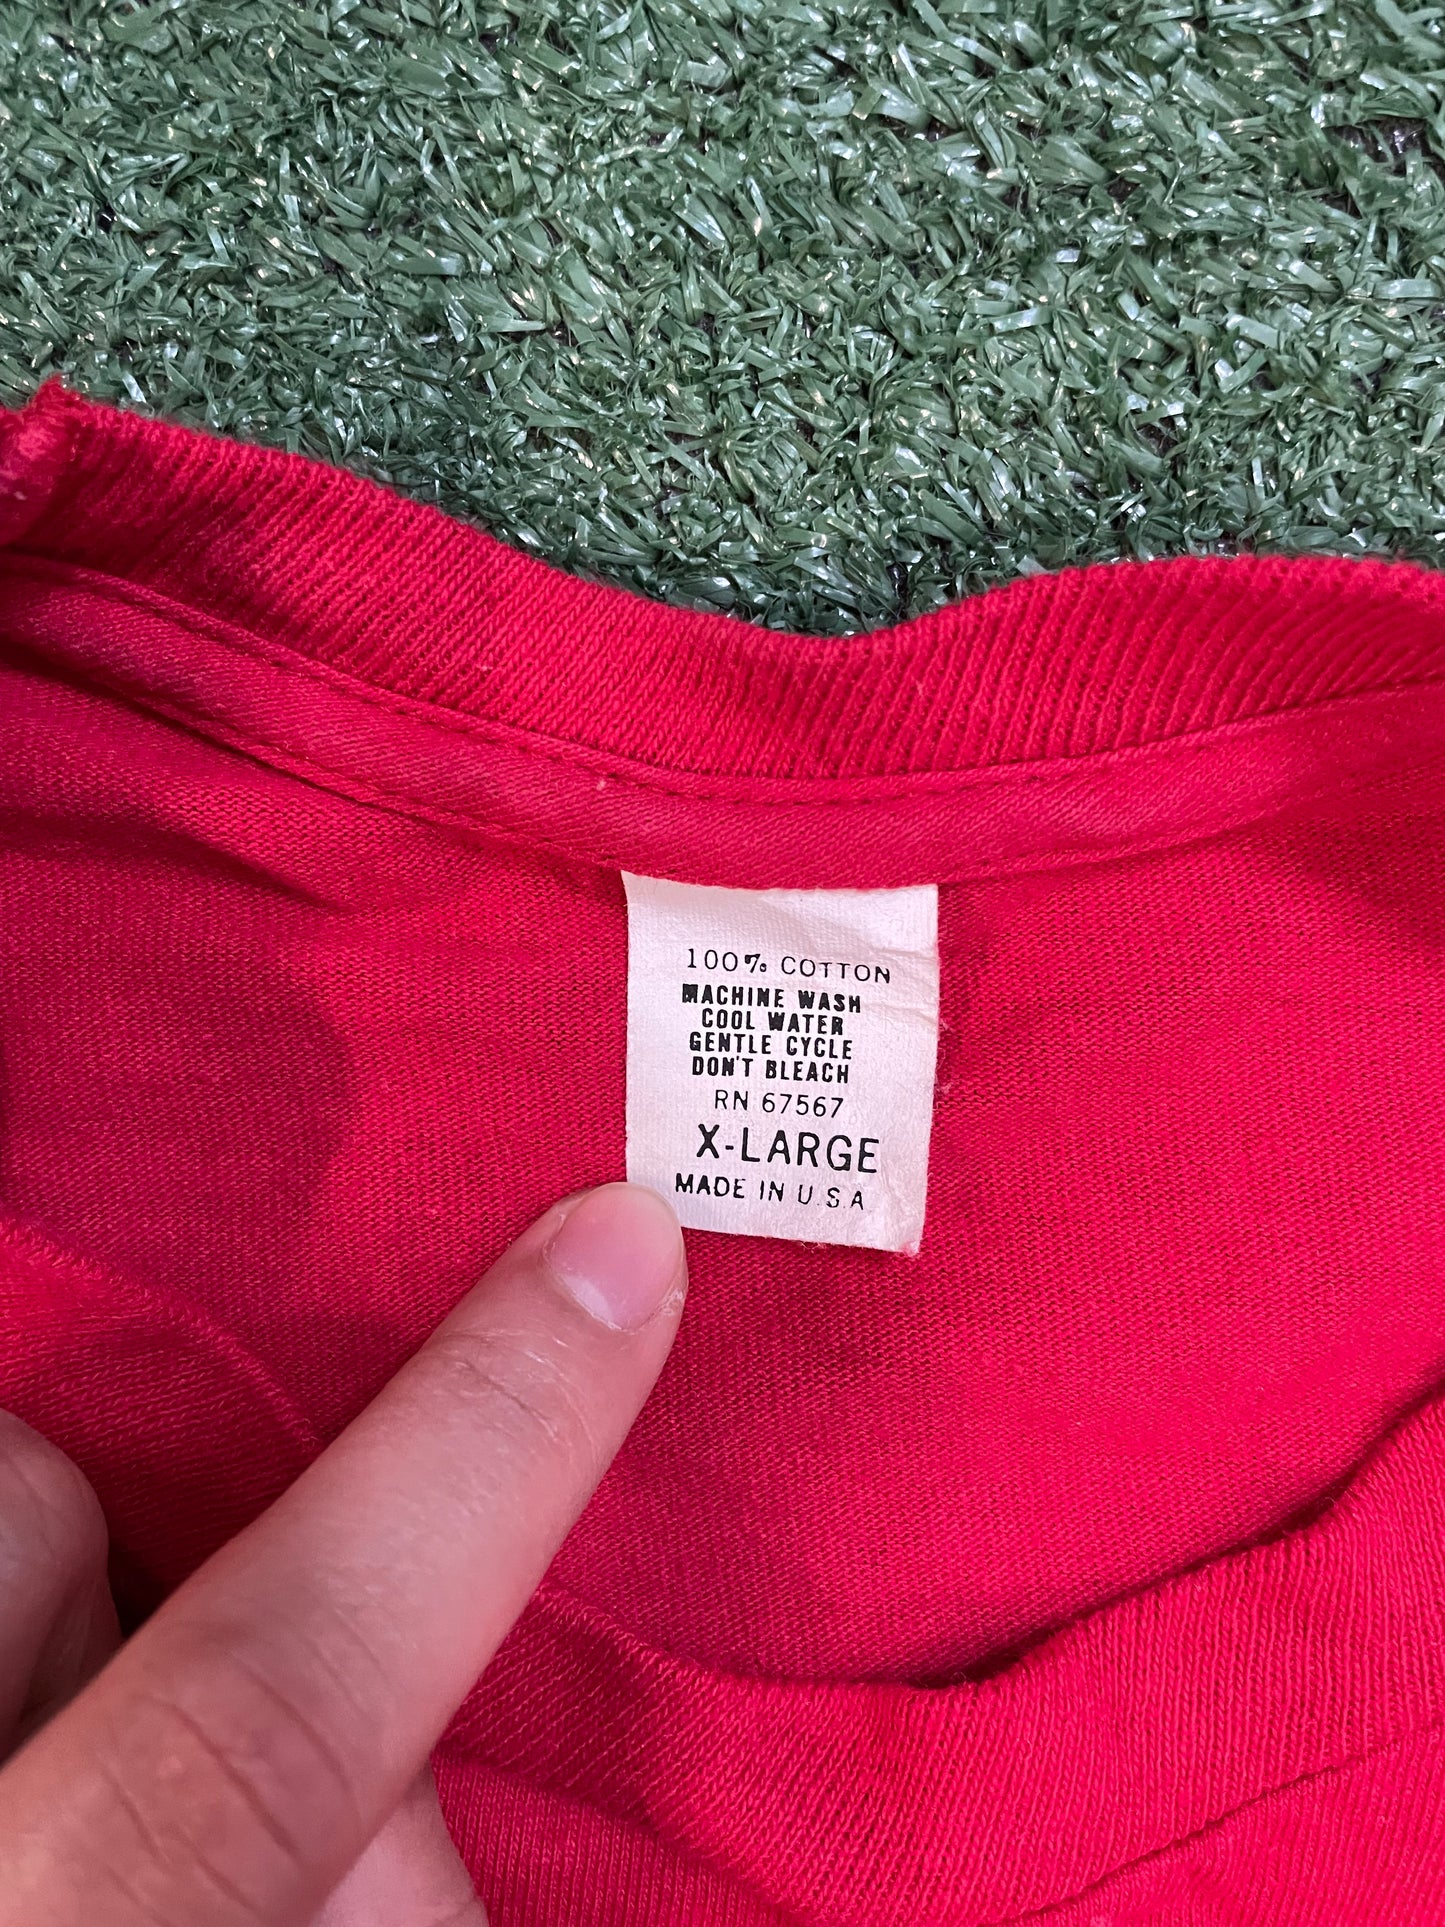 100% COTTON
MACHINE WASH
COOL WATER
GENTLE CYCLE
DON'T BLEACH
RN 67567
X-LARGE
MADE IN U.S.A